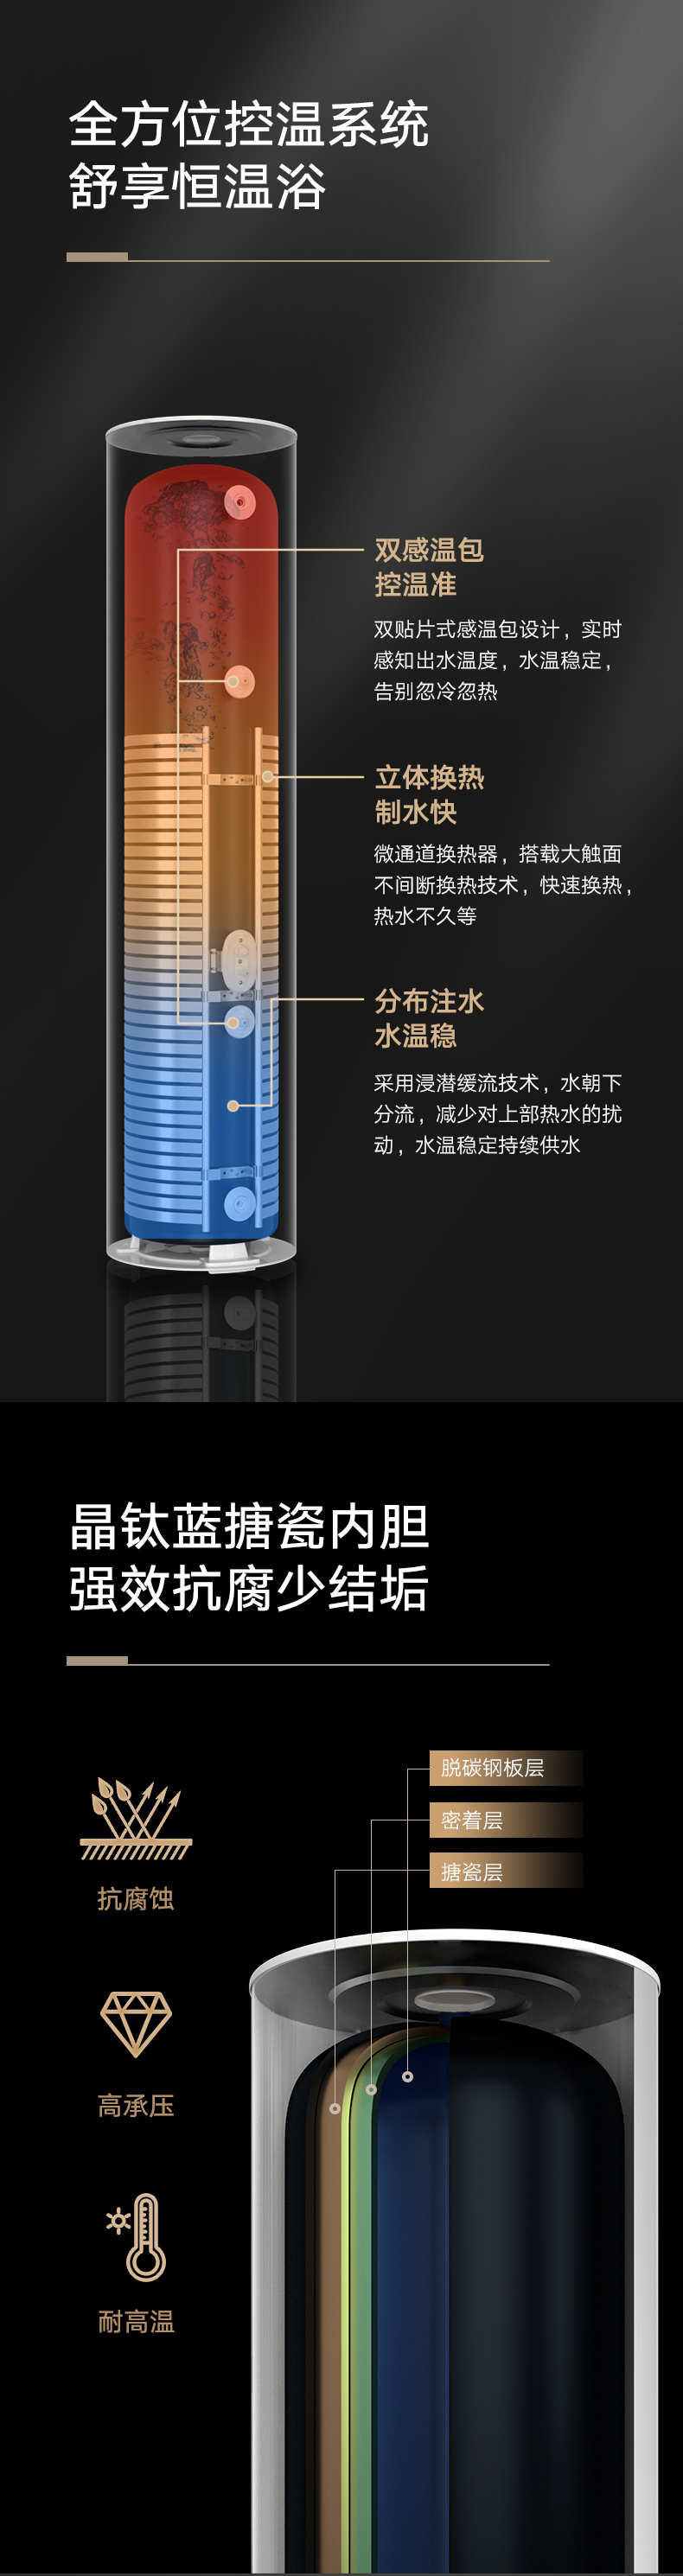 全方位控温系统
舒享恒温浴
双感温包
控温准
双贴片式感温包设计，实时
感知出水温度，水温稳定，
告别忽冷忽热
立体换热
制水快
微通道换热器，搭载大触面
不间断换热技术，快速换热，
热水不久等
分布注水
水温稳
采用浸潜缓流技术，水朝下
分流，减少对上部热水的扰
动，水温稳定持续供水
晶钛蓝搪瓷内胆
强效抗腐少结垢
脱碳钢板层
密着层
搪瓷层
抗腐蚀
高承压
耐高温